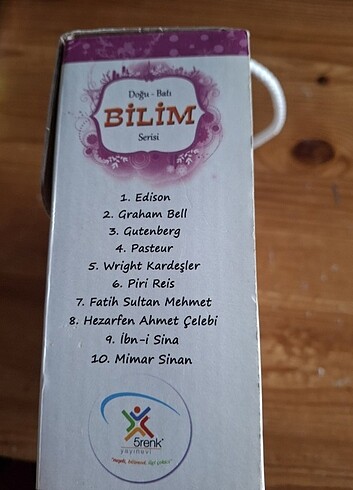 Doğu - Batı
BİLİM
Serisi
1. Edison
2. Graham Bell
3. Gutenberg
4. Pasteur
5. Wright Kardeşler
6. Piri Reis
7. Fatih Sultan Mehmet
8. Hezarfen Ahmet Çelebi
9. İbn-i Sina
10. Mimar Sinan
5renk
yayınevi